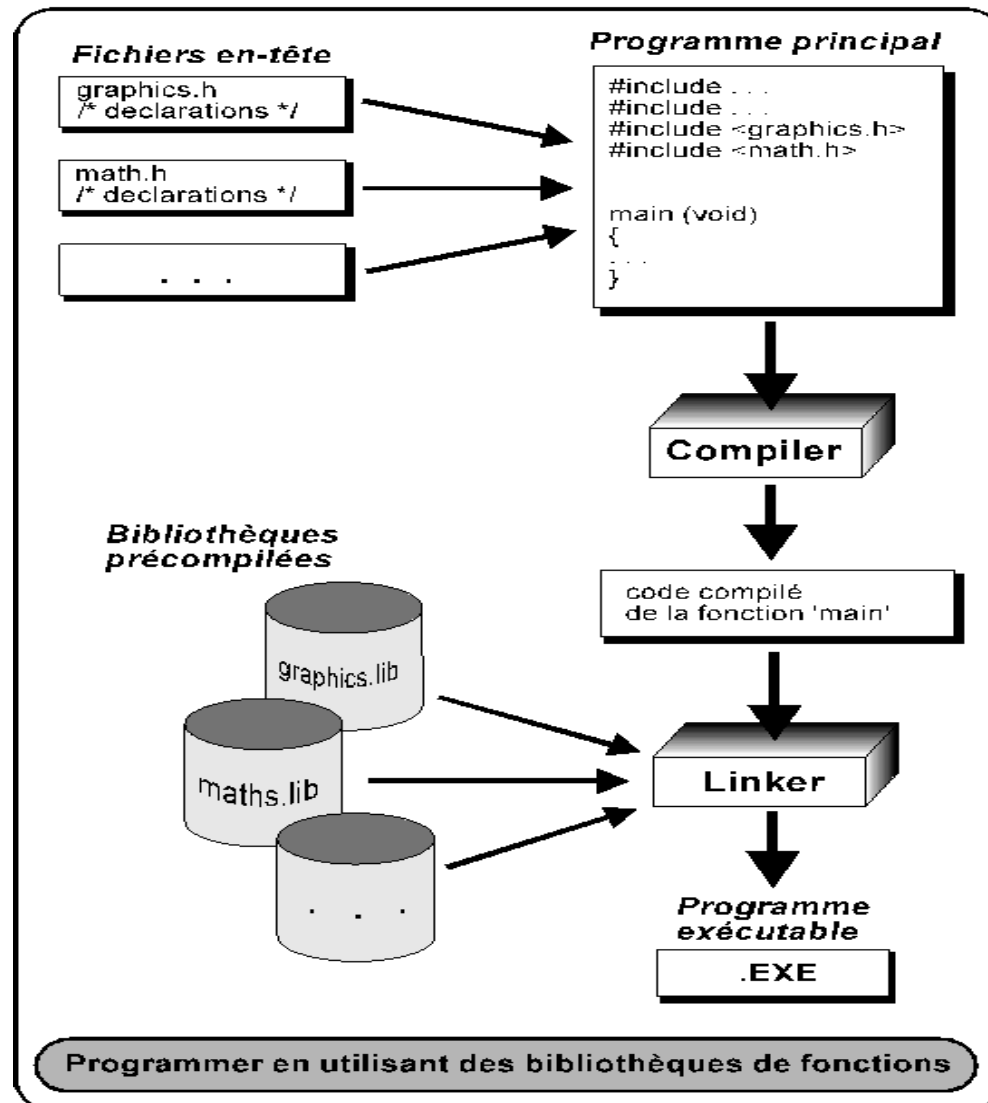 Fichiers en-tête
graphics.h
/* declarations */
math.h
/* declarations */
. . .
Programme principal
#include . . .
#include . . .
#include <graphics.h>
#include <math.h>
main (void)
{
. . .
}
Compiler
code compilé
de la fonction 'main'
Bibliothèques
précompilées
graphics.lib
maths.lib
. . .
Linker
Programme
exécutable
.EXE
Programmer en utilisant des bibliothèques de fonctions